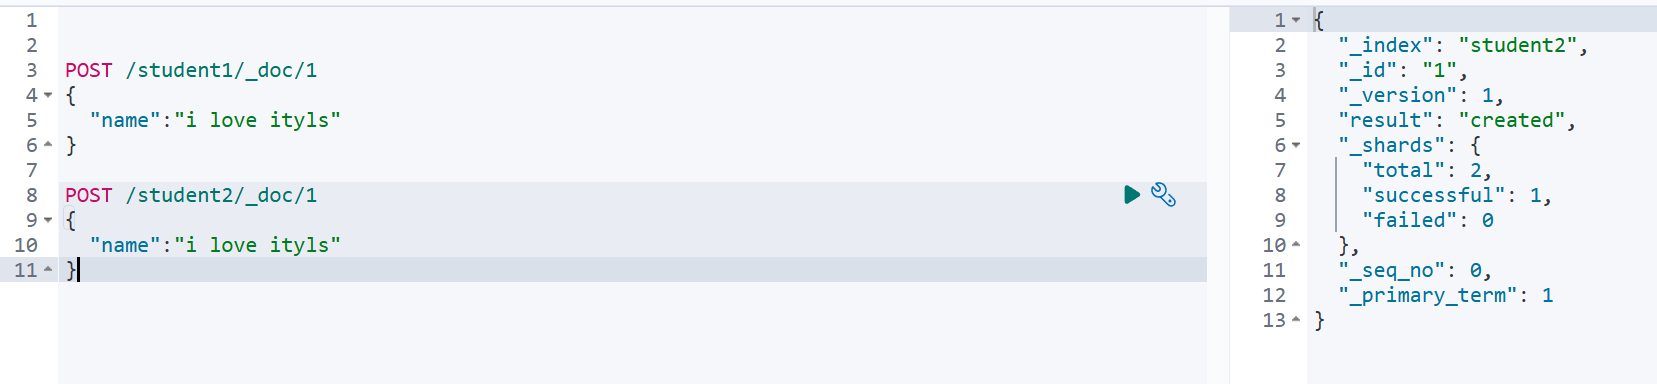 1
2
3 POST /student1/_doc/1
4 {
5 "name":"i love ityls"
6 }
7
8 POST /student2/_doc/1
9 {
10 "name":"i love ityls"
11 }
1 {
2 "_index": "student2",
3 "_id": "1",
4 "_version": 1,
5 "result": "created",
6 "_shards": {
7 "total": 2,
8 "successful": 1,
9 "failed": 0
10 },
11 "_seq_no": 0,
12 "_primary_term": 1
13 }